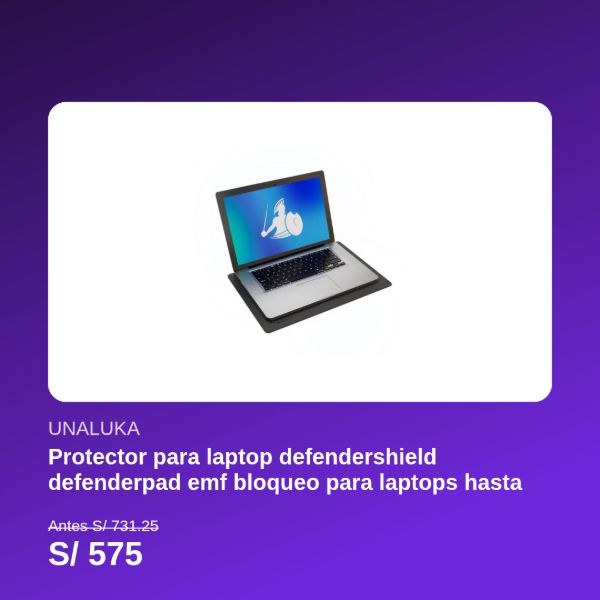 UNALUKA
Protector para laptop defendershield
defenderpad emf bloqueo para laptops hasta
Antes S/ 731.25
S/ 575